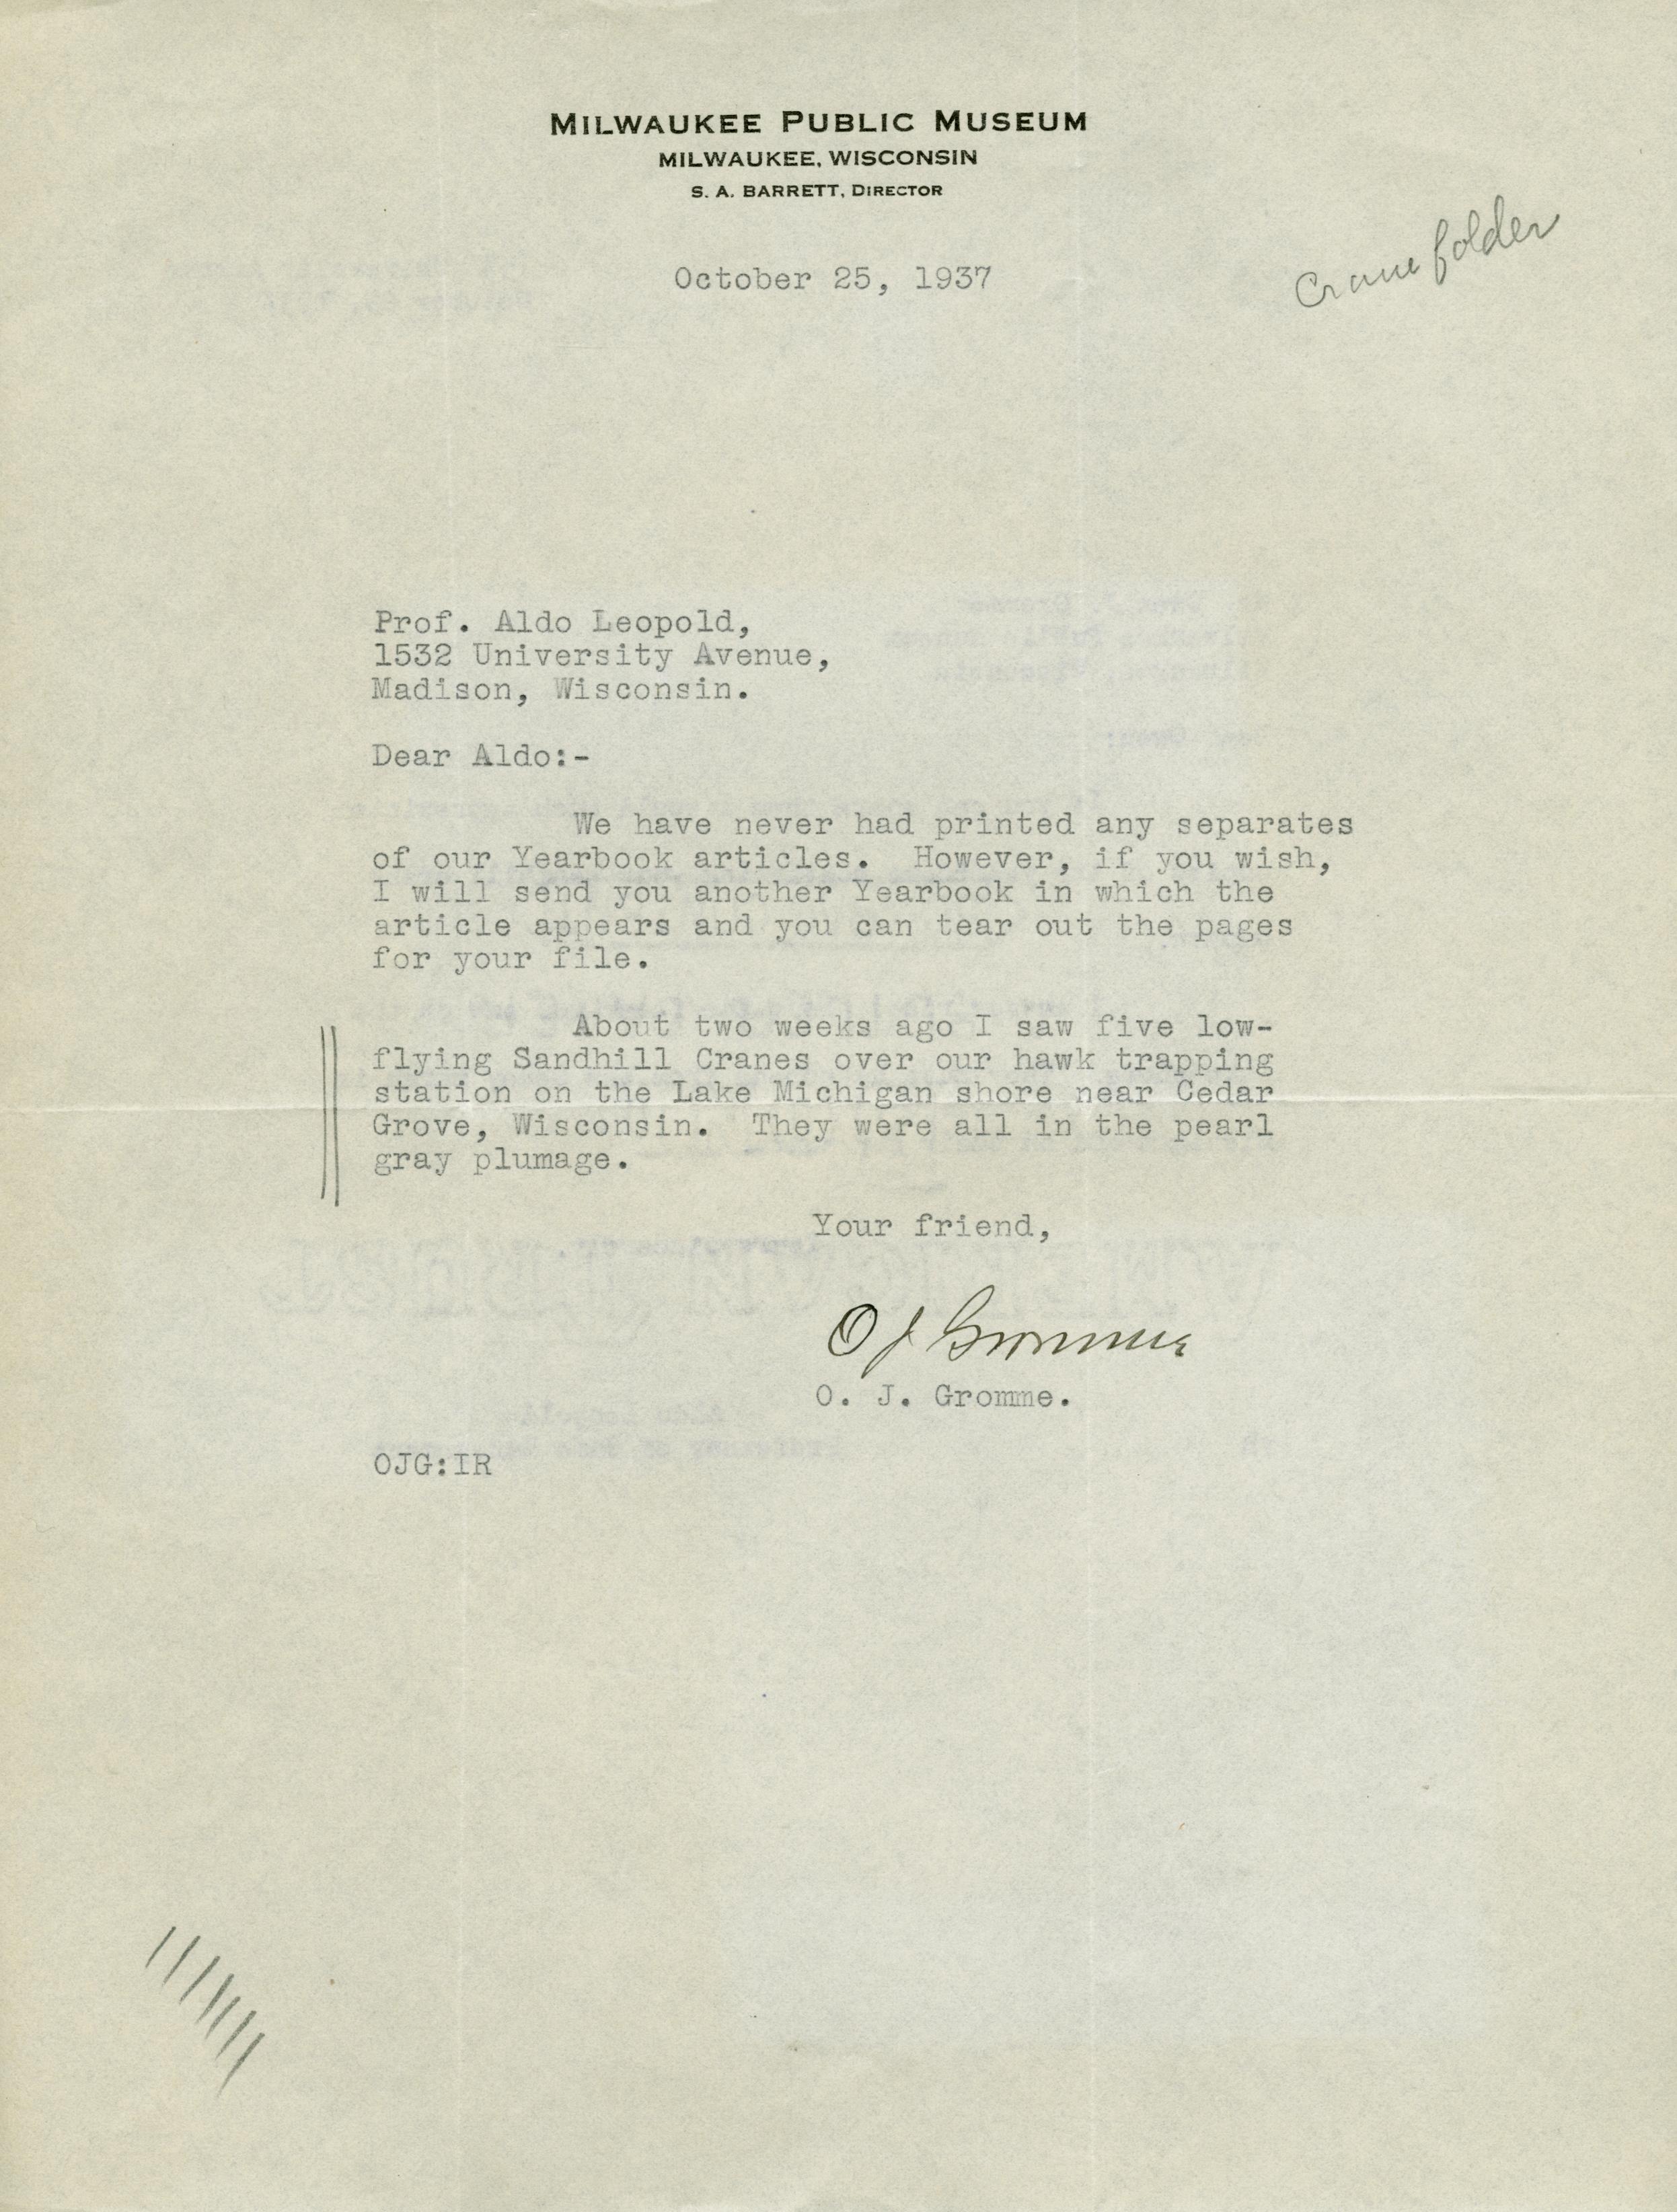 MILWAUKEE PUBLIC MUSEUM
MILWAUKEE, WISCONSIN
S. A. BARRETT, DIRECTOR
Crane folder
October 25, 1937
Prof. Aldo Leopold,
1532 University Avenue,
Madison, Wisconsin.
Dear Aldo:-
We have never had printed any separates
of our Yearbook articles. However, if you wish,
I will send you another Yearbook in which the
article appears and you can tear out the pages
for your file.
About two weeks ago I saw five low-
flying Sandhill Cranes over our hawk trapping
station on the Lake Michigan shore near Cedar
Grove, Wisconsin. They were all in the pearl
gray plumage.
Your friend,
O J Gromme
O. J. Gromme.
OJG:IR